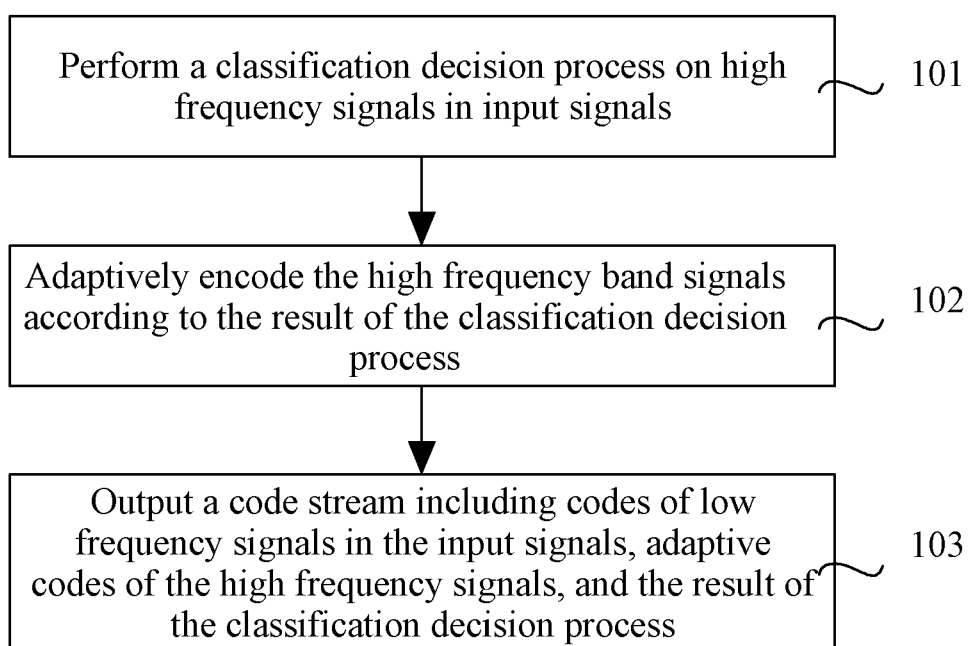 Perform a classification decision process on high
frequency signals in input signals
101
Adaptively encode the high frequency band signals
according to the result of the classification decision
process
102
Output a code stream including codes of low
frequency signals in the input signals, adaptive
codes of the high frequency signals, and the result of
the classification decision process
103